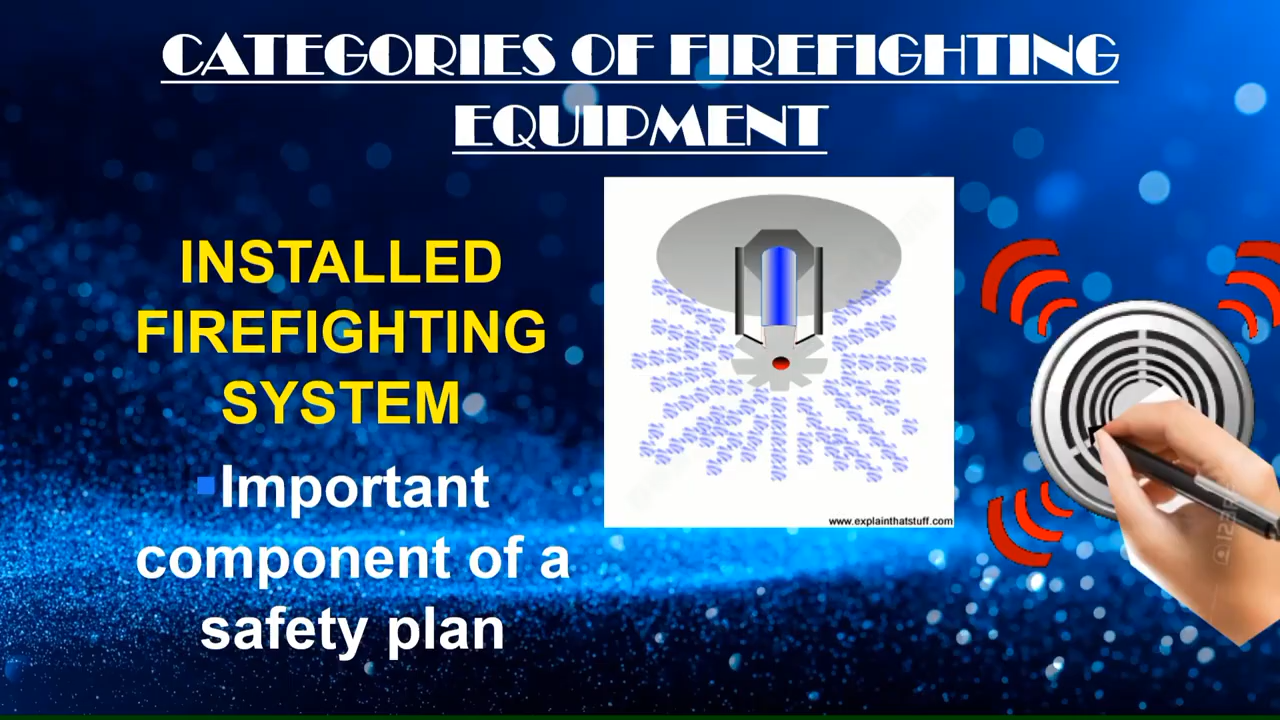 CATEGORIES OF FIREFIGHTING
EQUIPMENT
INSTALLED
FIREFIGHTING
SYSTEM
▪Important
component of a
safety plan
www.explainthatstuff.com